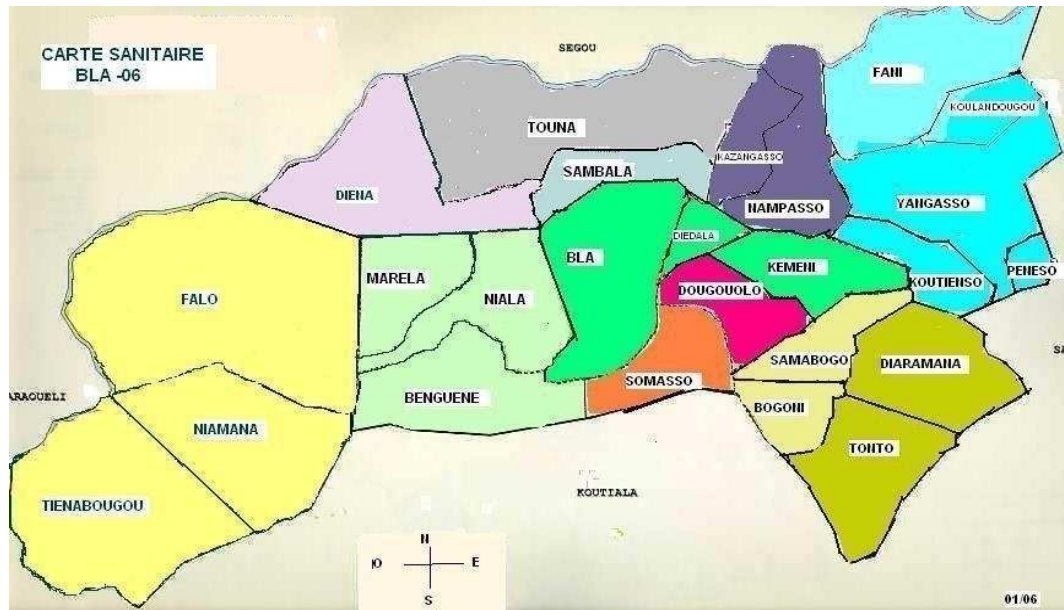 CARTE SANITAIRE
BLA -06
SEGOU
FANI
KOULANDOUGOU
TOUNA
KAZANGASSO
SAMBALA
DIENA
NAMPASSO
YANGASSO
DIEDALA
BLA
KEMENI
MARELA
PENESO
KOUTIENSO
FALO
NIALA
DOUGOUOLO
SAMABOGO
DIARAMANA
SOMASSO
ARAOUELI
BENGUENE
BOGONI
NIAMANA
TONTO
KOUTIALA
TIENABOUGOU
N
O E
S
01/06